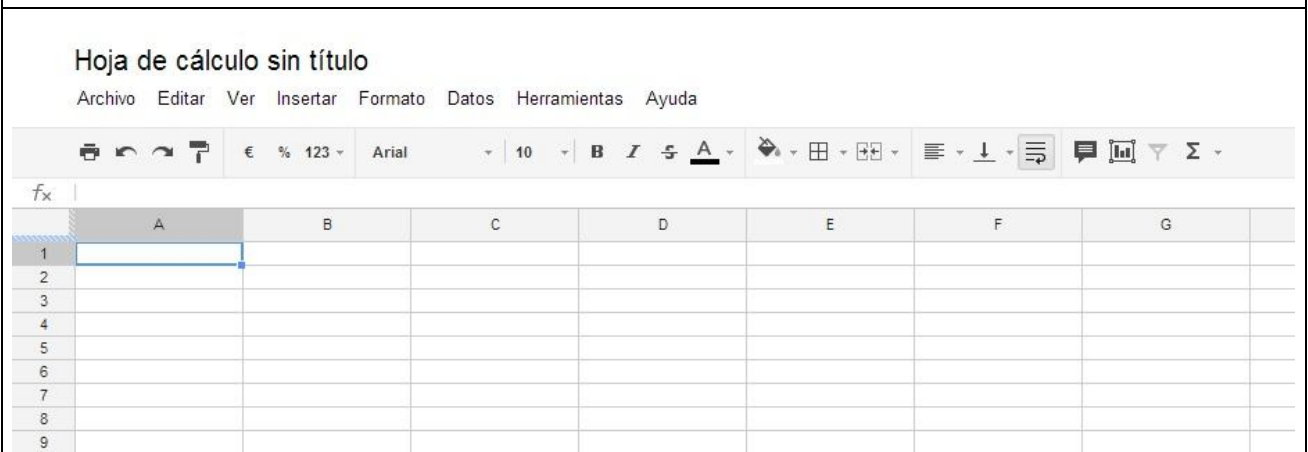 Hoja de cálculo sin título
Archivo Editar Ver Insertar Formato Datos Herramientas Ayuda
€ % 123 Arial 10 B I S A Σ
fx
A B C D E F G
1
2
3
4
5
6
7
8
9